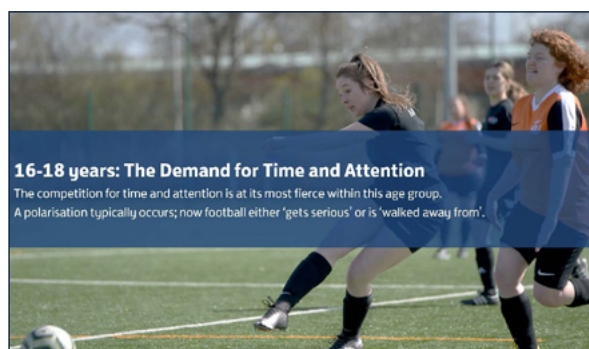 16-18 years: The Demand for Time and Attention
The competition for time and attention is at its most fierce within this age group.
A polarisation typically occurs; now football either ‘gets serious’ or is ‘walked away from’.